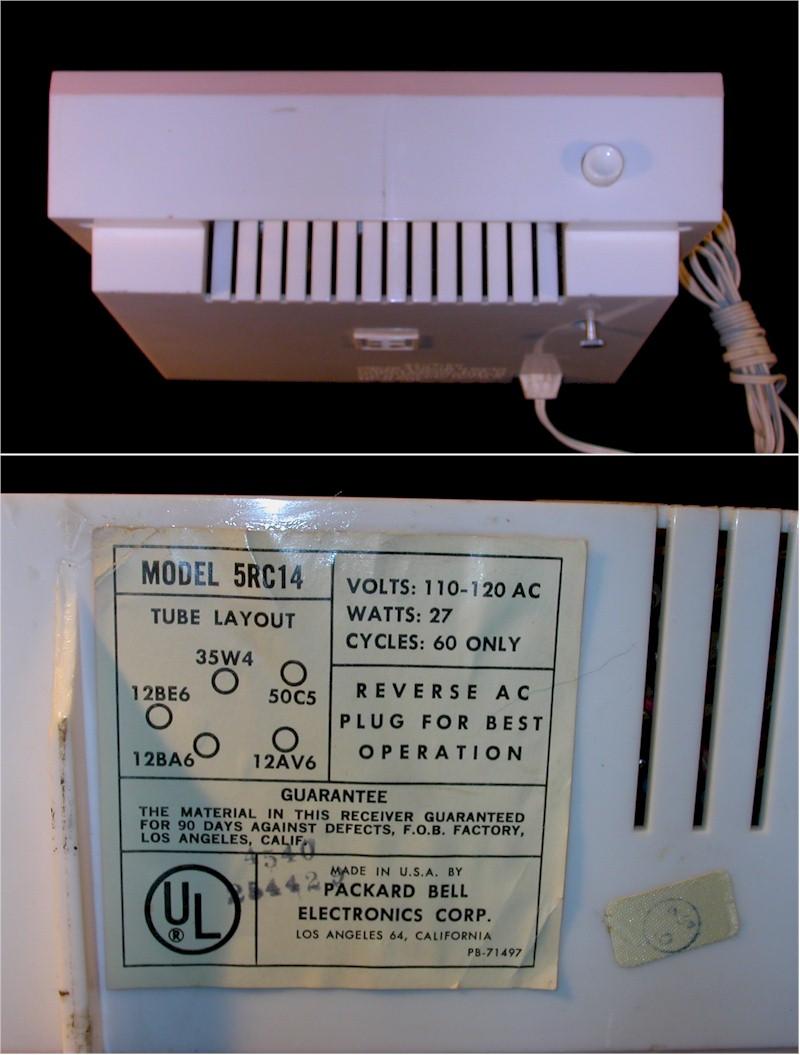 MODEL 5RC14
TUBE LAYOUT
35W4
12BE6
50C5
12BA6
12AV6
VOLTS: 110-120 AC
WATTS: 27
CYCLES: 60 ONLY
REVERSE AC
PLUG FOR BEST
OPERATION
GUARANTEE
THE MATERIAL IN THIS RECEIVER GUARANTEED
FOR 90 DAYS AGAINST DEFECTS, F.O.B. FACTORY,
LOS ANGELES, CALIF.
4540
254429
UL
®
MADE IN U.S.A. BY
PACKARD BELL
ELECTRONICS CORP.
LOS ANGELES 64, CALIFORNIA
PB-71497